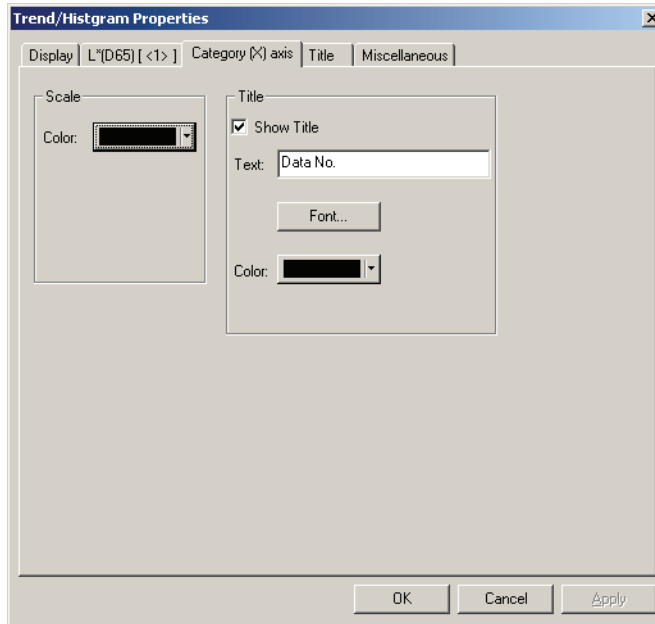 Trend/Histgram Properties
Display L*(D65) [ <1> ] Category (X) axis Title Miscellaneous
Scale
Color:
Title
Show Title
Text: Data No.
Font...
Color:
OK Cancel Apply